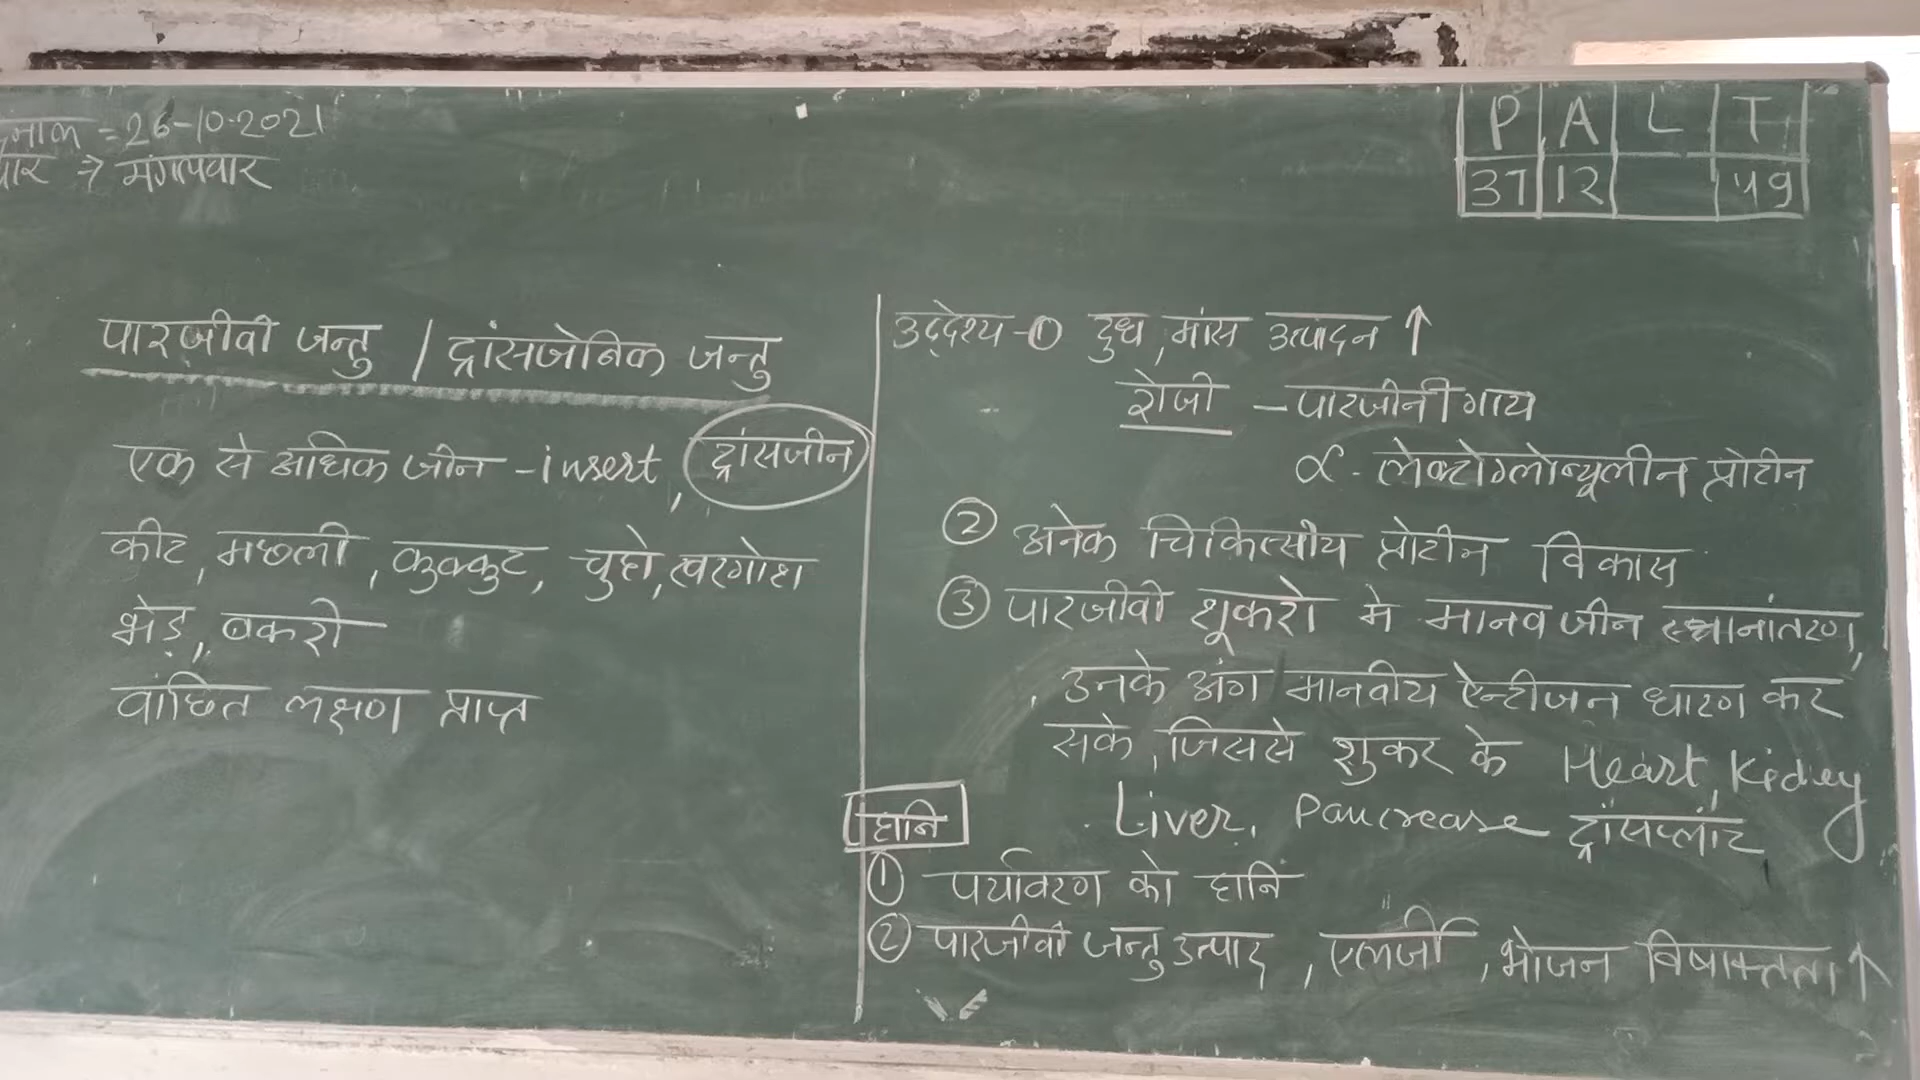 = 26-10-2021
वार → मंगलवार
P A L T
37 12 49
पारजीवी जन्तु / ट्रांसजेनिक जन्तु
एक से अधिक जीन - insert, ट्रांसजीन
कीट, मछली, कुक्कुट, चुहो, खरगोश
भेड़, बकरी
वांछित लक्षण प्राप्त
उद्देश्य - ① दुध, मांस उत्पादन ↑
रोजी - पारजीनी गाय
α - लेक्टोग्लोब्यूलीन प्रोटीन
② अनेक चिकित्सीय प्रोटीन विकास
③ पारजीवी शूकरो मे मानव जीन स्थानांतरण,
उनके अंग मानवीय ऐन्टीजन धारण कर
सके, जिससे शुकर के Heart, Kidney
Liver, Pancrease ट्रांसप्लांट
हानि
① पर्यावरण को हानि
② पारजीवी जन्तु उत्पाद, एलर्जी, भोजन विषाक्तता ↑